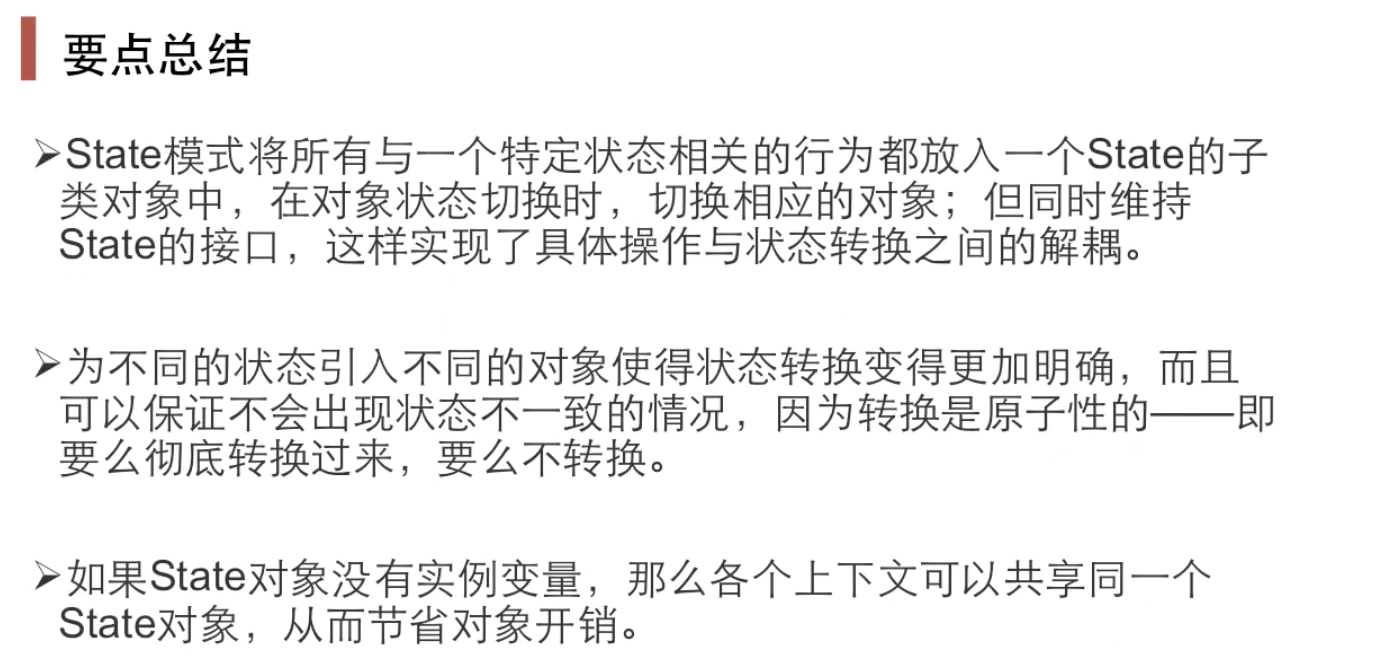 要点总结
➢State模式将所有与一个特定状态相关的行为都放入一个State的子
类对象中，在对象状态切换时，切换相应的对象；但同时维持
State的接口，这样实现了具体操作与状态转换之间的解耦。
➢为不同的状态引入不同的对象使得状态转换变得更加明确，而且
可以保证不会出现状态不一致的情况，因为转换是原子性的——即
要么彻底转换过来，要么不转换。
➢如果State对象没有实例变量，那么各个上下文可以共享同一个
State对象，从而节省对象开销。